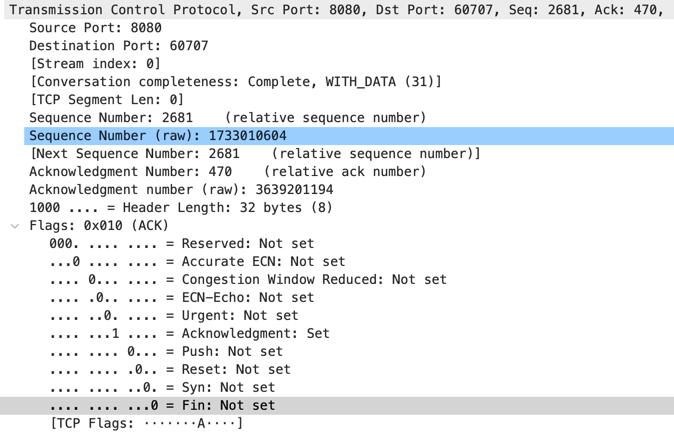 Transmission Control Protocol, Src Port: 8080, Dst Port: 60707, Seq: 2681, Ack: 470,
Source Port: 8080
Destination Port: 60707
[Stream index: 0]
[Conversation completeness: Complete, WITH_DATA (31)]
[TCP Segment Len: 0]
Sequence Number: 2681    (relative sequence number)
Sequence Number (raw): 1733010604
[Next Sequence Number: 2681    (relative sequence number)]
Acknowledgment Number: 470    (relative ack number)
Acknowledgment number (raw): 3639201194
1000 .... = Header Length: 32 bytes (8)
Flags: 0x010 (ACK)
000. .... .... = Reserved: Not set
...0 .... .... = Accurate ECN: Not set
.... 0... .... = Congestion Window Reduced: Not set
.... .0.. .... = ECN-Echo: Not set
.... ..0. .... = Urgent: Not set
.... ...1 .... = Acknowledgment: Set
.... .... 0... = Push: Not set
.... .... .0.. = Reset: Not set
.... .... ..0. = Syn: Not set
.... .... ...0 = Fin: Not set
[TCP Flags: ·······A····]